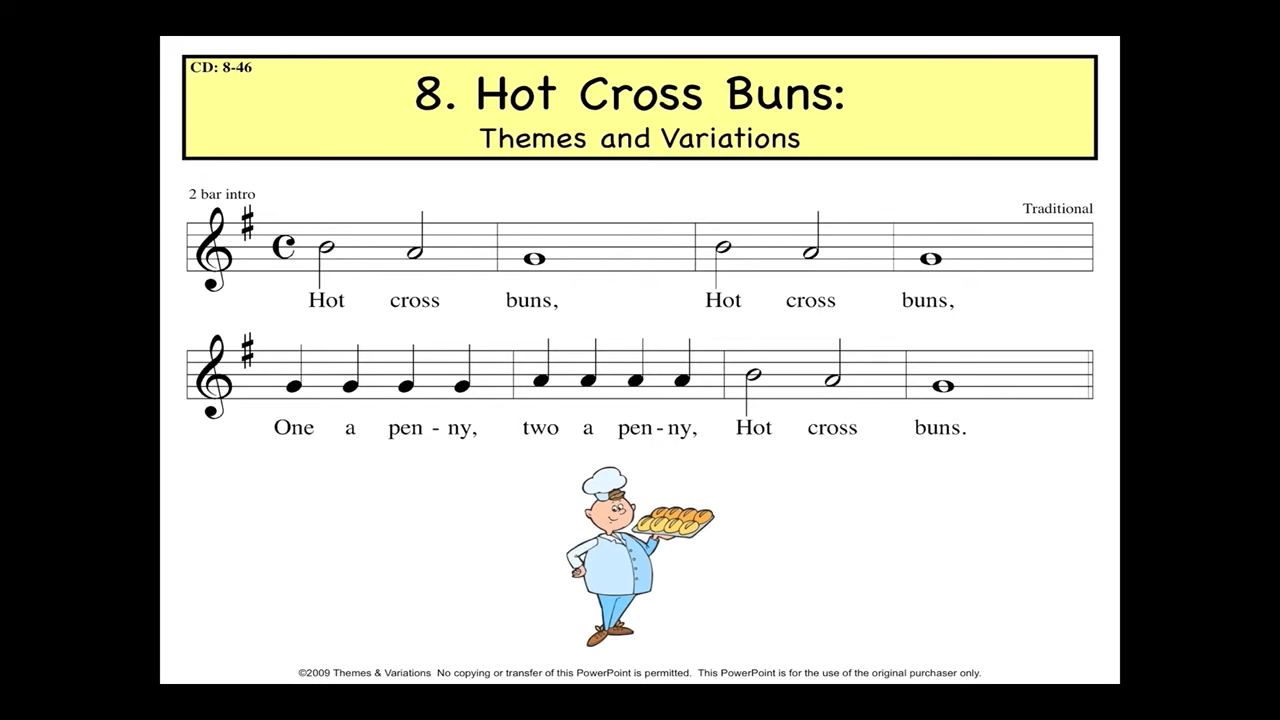 CD: 8-46
8. Hot Cross Buns:
Themes and Variations
2 bar intro
Traditional
Hot cross buns, Hot cross buns,
One a pen - ny, two a pen - ny, Hot cross buns.
©2009 Themes & Variations No copying or transfer of this PowerPoint is permitted. This PowerPoint is for the use of the original purchaser only.